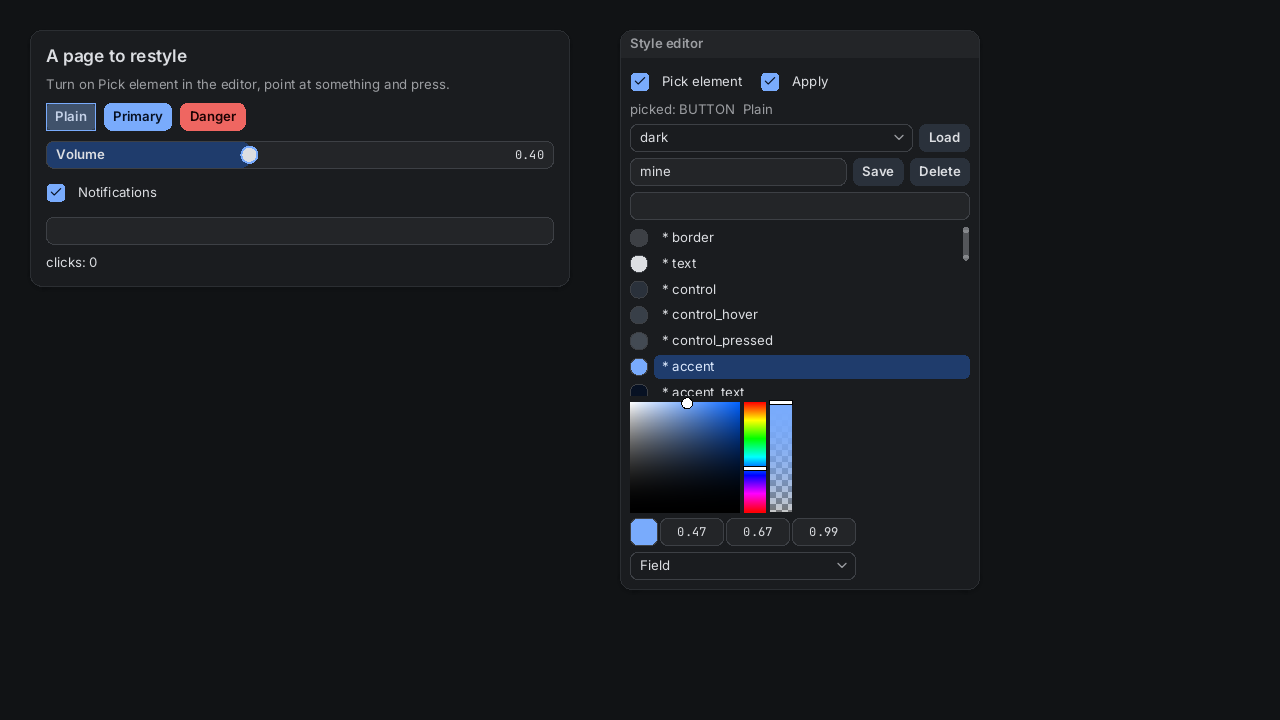 A page to restyle
Turn on Pick element in the editor, point at something and press.
Plain Primary Danger
Volume 0.40
Notifications
clicks: 0
Style editor
Pick element Apply
picked: BUTTON Plain
dark Load
mine Save Delete
* border
* text
* control
* control_hover
* control_pressed
* accent
* accent_text
0.47 0.67 0.99
Field